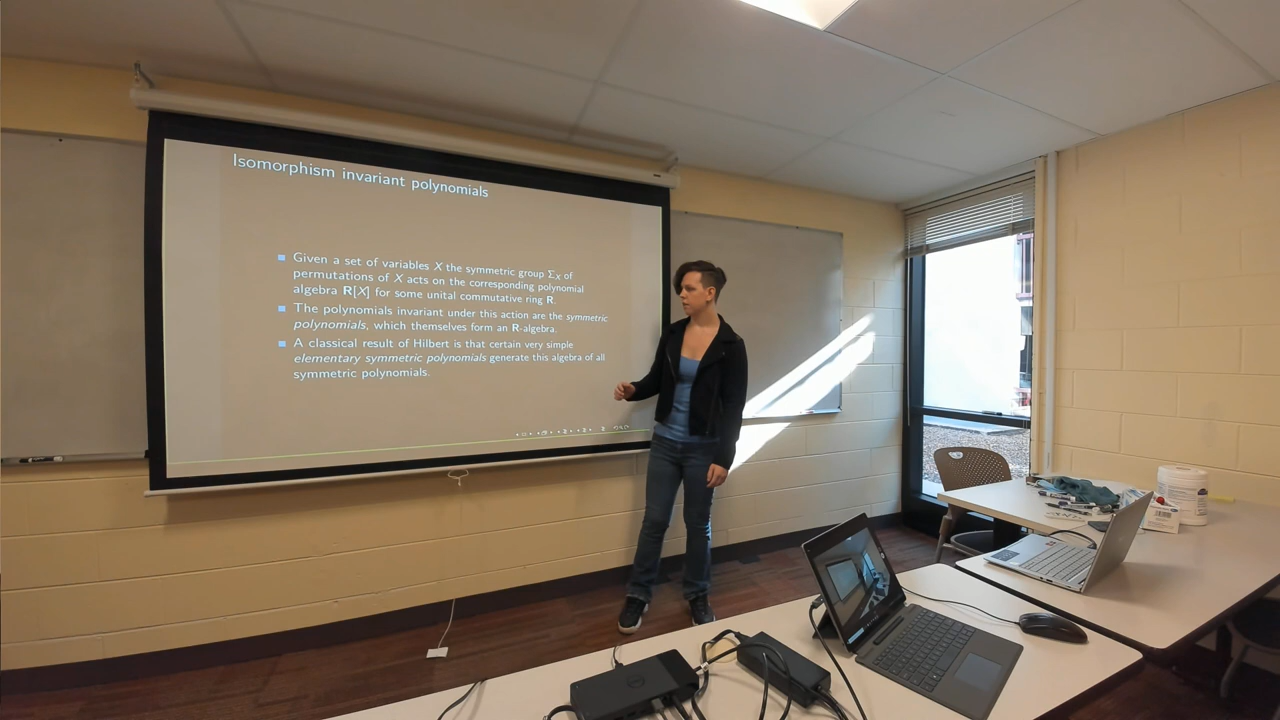 Isomorphism invariant polynomials
Given a set of variables X the symmetric group Σ_X of
permutations of X acts on the corresponding polynomial
algebra R[X] for some unital commutative ring R.
The polynomials invariant under this action are the symmetric
polynomials, which themselves form an R-algebra.
A classical result of Hilbert is that certain very simple
elementary symmetric polynomials generate this algebra of all
symmetric polynomials.